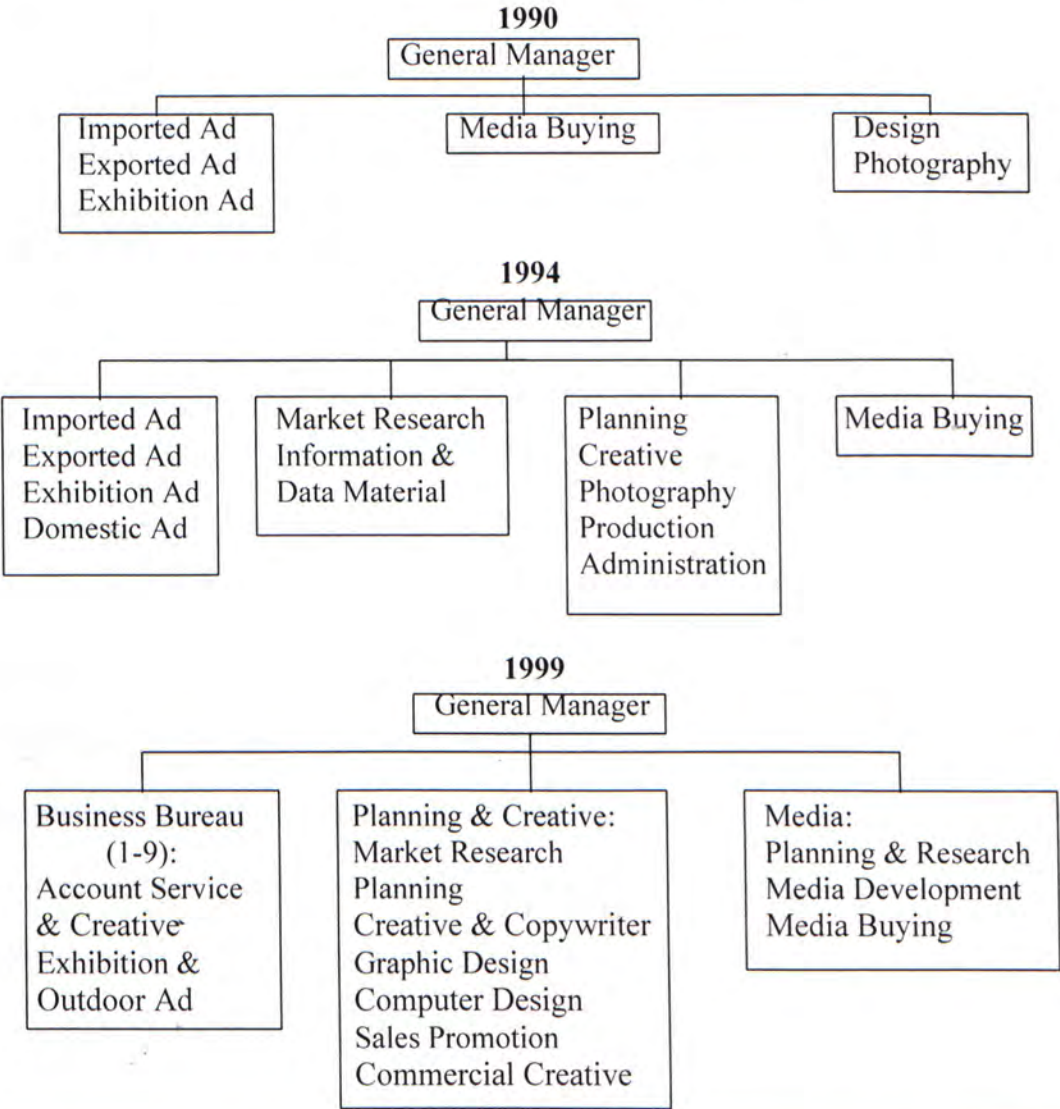 1990
General Manager
Imported Ad
Exported Ad
Exhibition Ad
Media Buying
Design
Photography
1994
General Manager
Imported Ad
Exported Ad
Exhibition Ad
Domestic Ad
Market Research
Information &
Data Material
Planning
Creative
Photography
Production
Administration
Media Buying
1999
General Manager
Business Bureau
(1-9):
Account Service
& Creative
Exhibition &
Outdoor Ad
Planning & Creative:
Market Research
Planning
Creative & Copywriter
Graphic Design
Computer Design
Sales Promotion
Commercial Creative
Media:
Planning & Research
Media Development
Media Buying